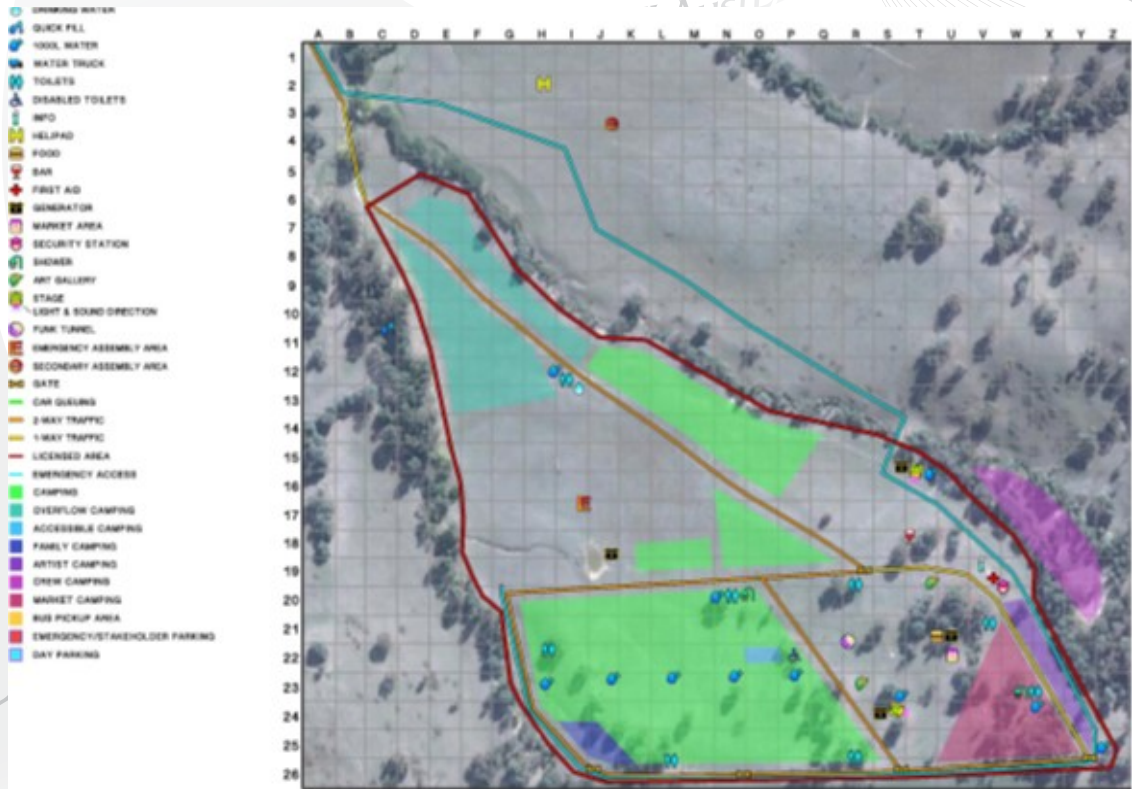 DRINKING WATER
QUICK FILL
1000L WATER
WATER TRUCK
TOILETS
DISABLED TOILETS
INFO
HELIPAD
FOOD
BAR
FIRST AID
GENERATOR
MARKET AREA
SECURITY STATION
SHOWER
ART GALLERY
STAGE
LIGHT & SOUND DIRECTION
FUNK TUNNEL
EMERGENCY ASSEMBLY AREA
SECONDARY ASSEMBLY AREA
GATE
CAR QUEUING
2-WAY TRAFFIC
1-WAY TRAFFIC
LICENSED AREA
EMERGENCY ACCESS
CAMPING
OVERFLOW CAMPING
ACCESSIBLE CAMPING
FAMILY CAMPING
ARTIST CAMPING
CREW CAMPING
MARKET CAMPING
BUS PICKUP AREA
EMERGENCY/STAKEHOLDER PARKING
DAY PARKING
A B C D E F G H I J K L M N O P Q R S T U V W X Y Z
1
2
H
3
4
5
6
7
8
9
10
11
12
13
14
15
16
17
E
18
19
20
21
22
23
24
25
26